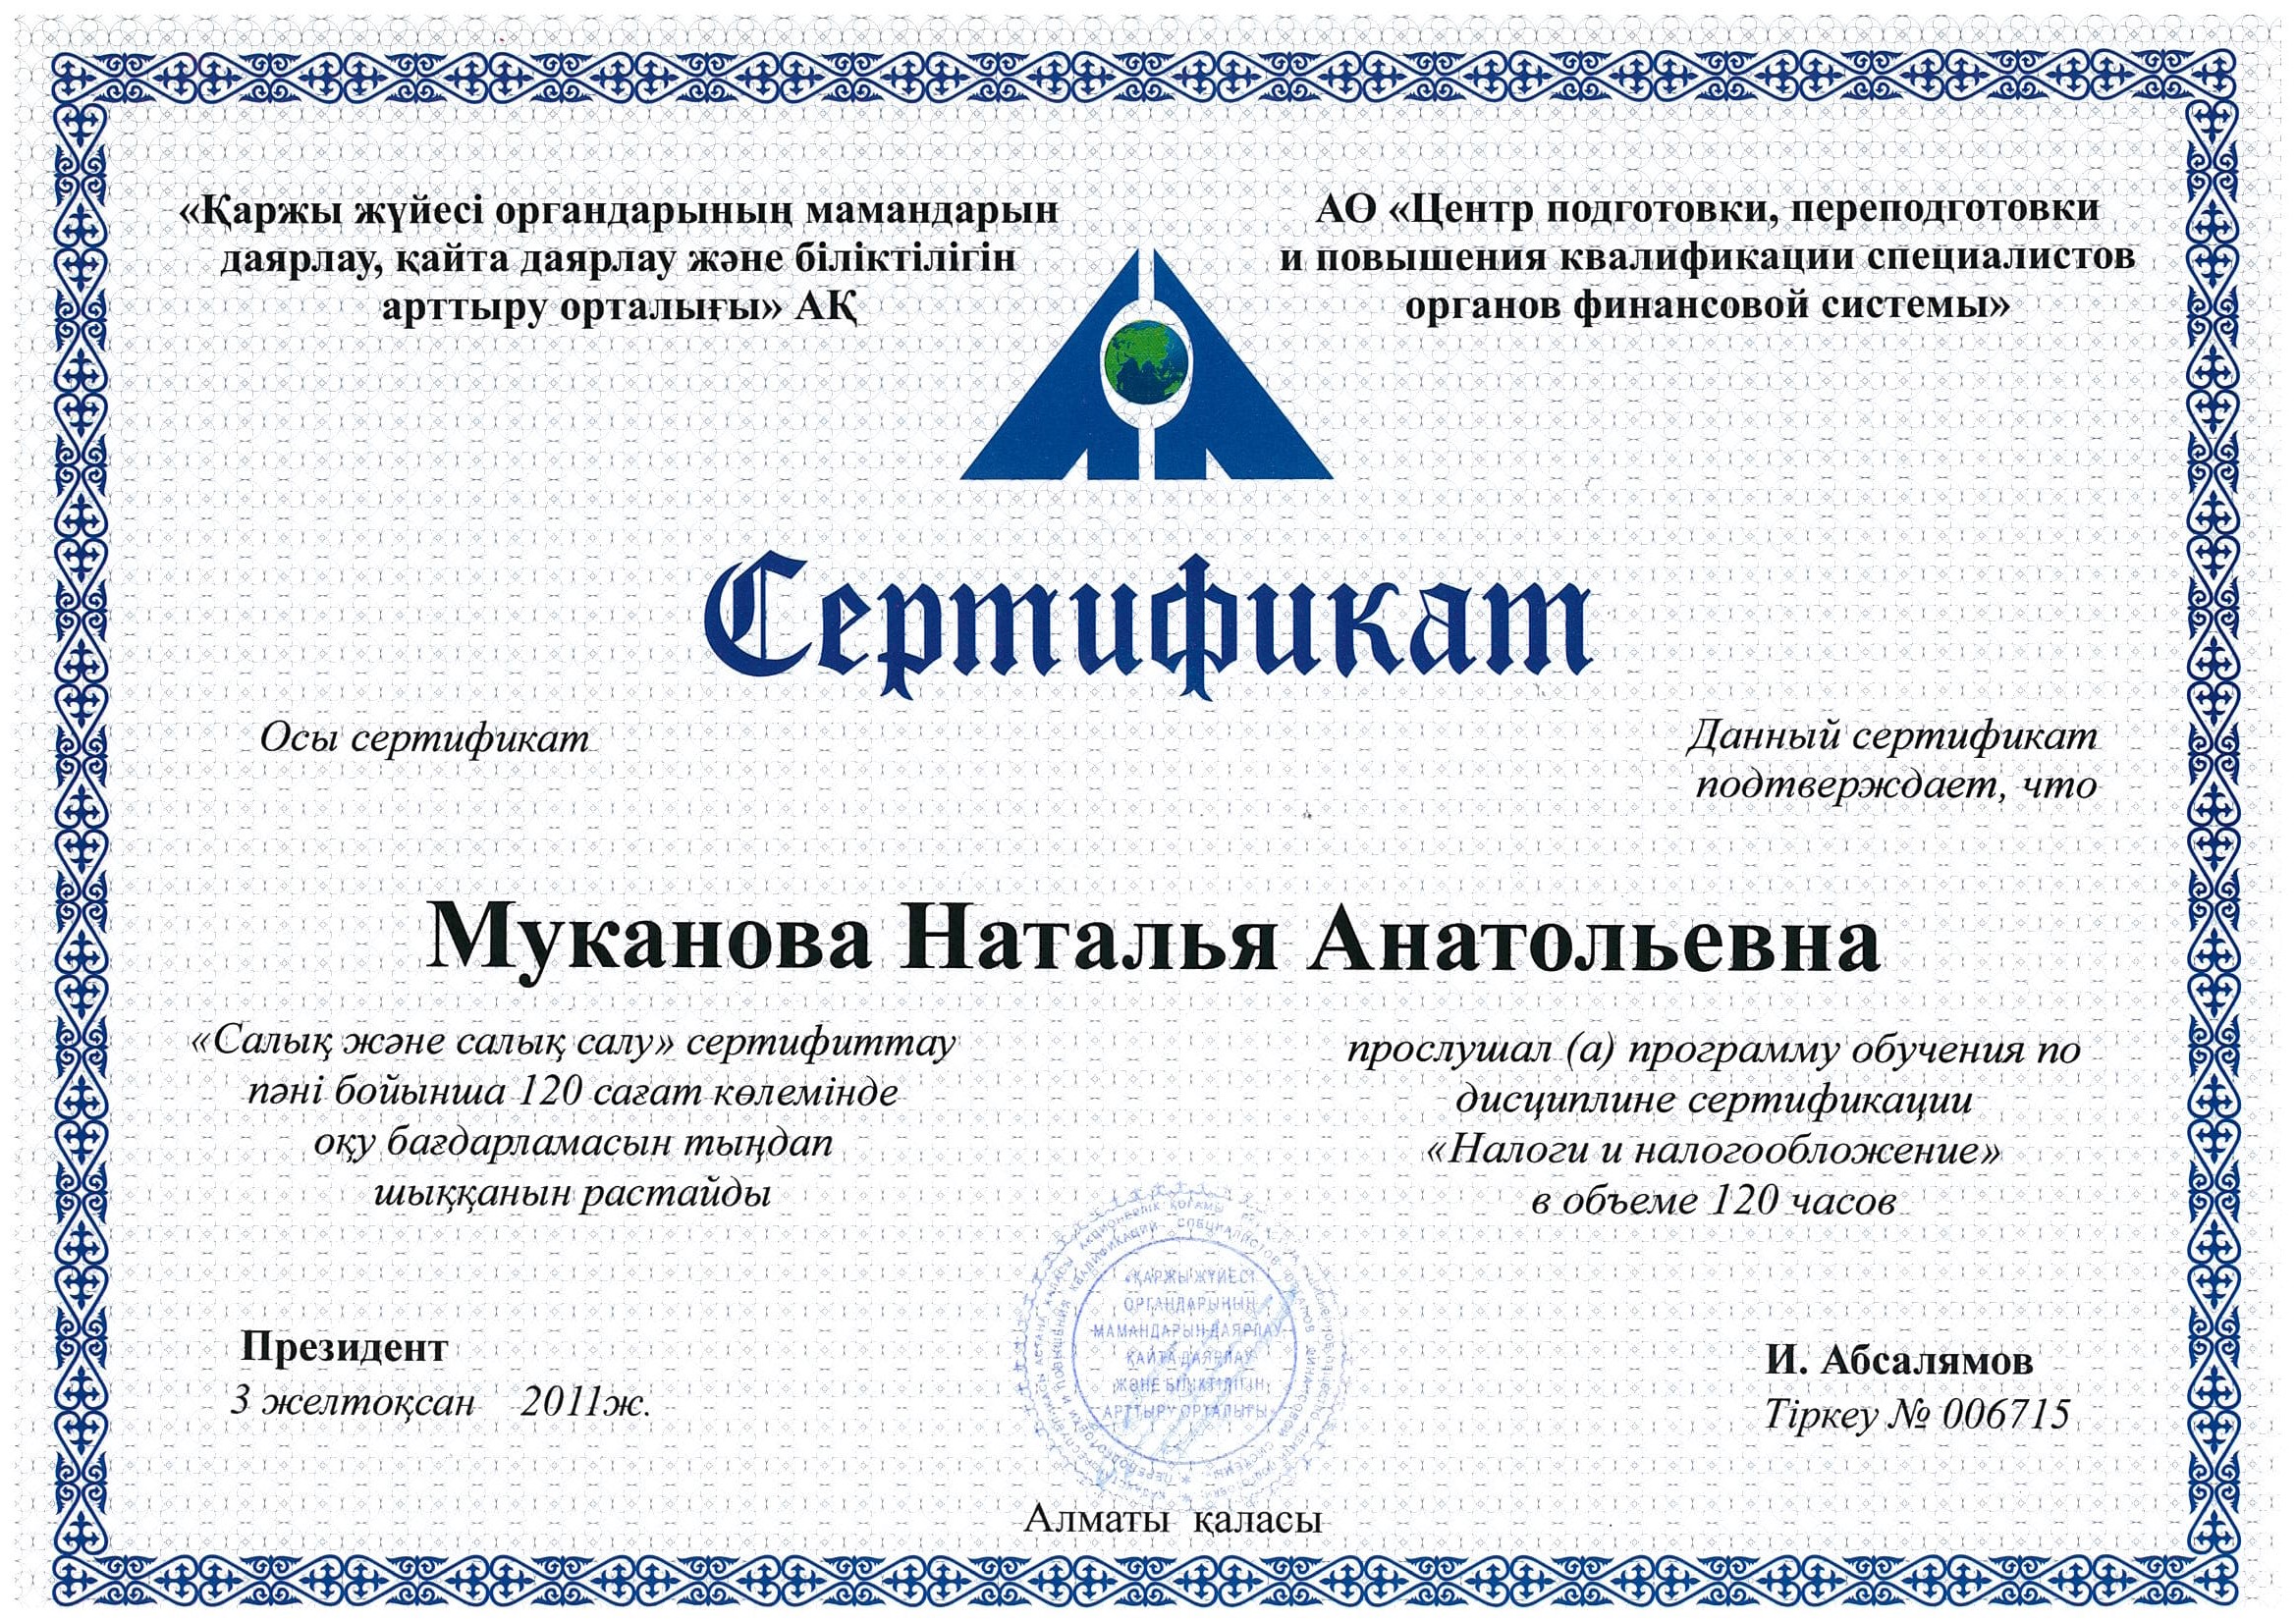 «Қаржы жүйесі органдарының мамандарын
даярлау, қайта даярлау және біліктілігін
арттыру орталығы» АҚ
АО «Центр подготовки, переподготовки
и повышения квалификации специалистов
органов финансовой системы»
Сертификат
Осы сертификат
Данный сертификат
подтверждает, что
Муканова Наталья Анатольевна
«Салық және салық салу» сертифиттау
пәні бойынша 120 сағат көлемінде
оқу бағдарламасын тыңдап
шыққанын растайды
прослушал (а) программу обучения по
дисциплине сертификации
«Налоги и налогообложение»
в объеме 120 часов
«ҚАРЖЫ ЖҮЙЕСІ
ОРГАНДАРЫНЫҢ
МАМАНДАРЫН ДАЯРЛАУ,
ҚАЙТА ДАЯРЛАУ
ЖӘНЕ БІЛІКТІЛІГІН
АРТТЫРУ ОРТАЛЫҒЫ»
Президент
3 желтоқсан 2011ж.
И. Абсалямов
Тіркеу № 006715
Алматы қаласы